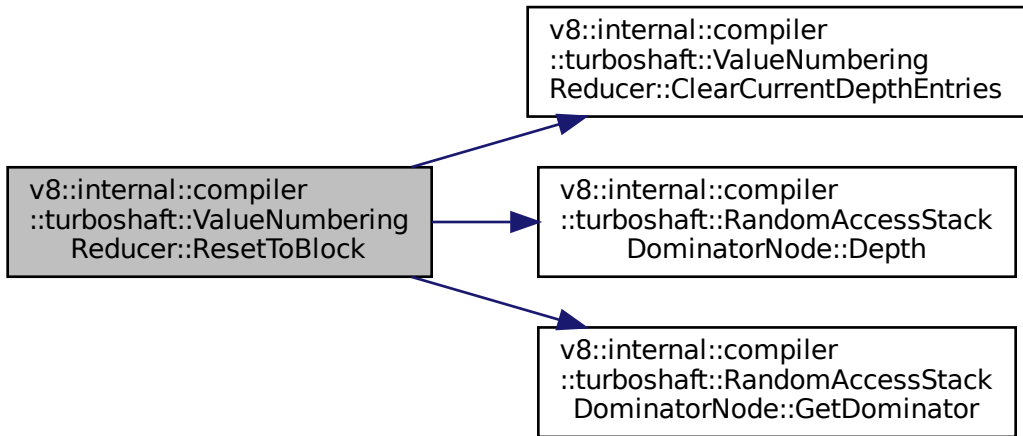 v8::internal::compiler
::turboshaft::ValueNumbering
Reducer::ResetToBlock
v8::internal::compiler
::turboshaft::ValueNumbering
Reducer::ClearCurrentDepthEntries
v8::internal::compiler
::turboshaft::RandomAccessStack
DominatorNode::Depth
v8::internal::compiler
::turboshaft::RandomAccessStack
DominatorNode::GetDominator